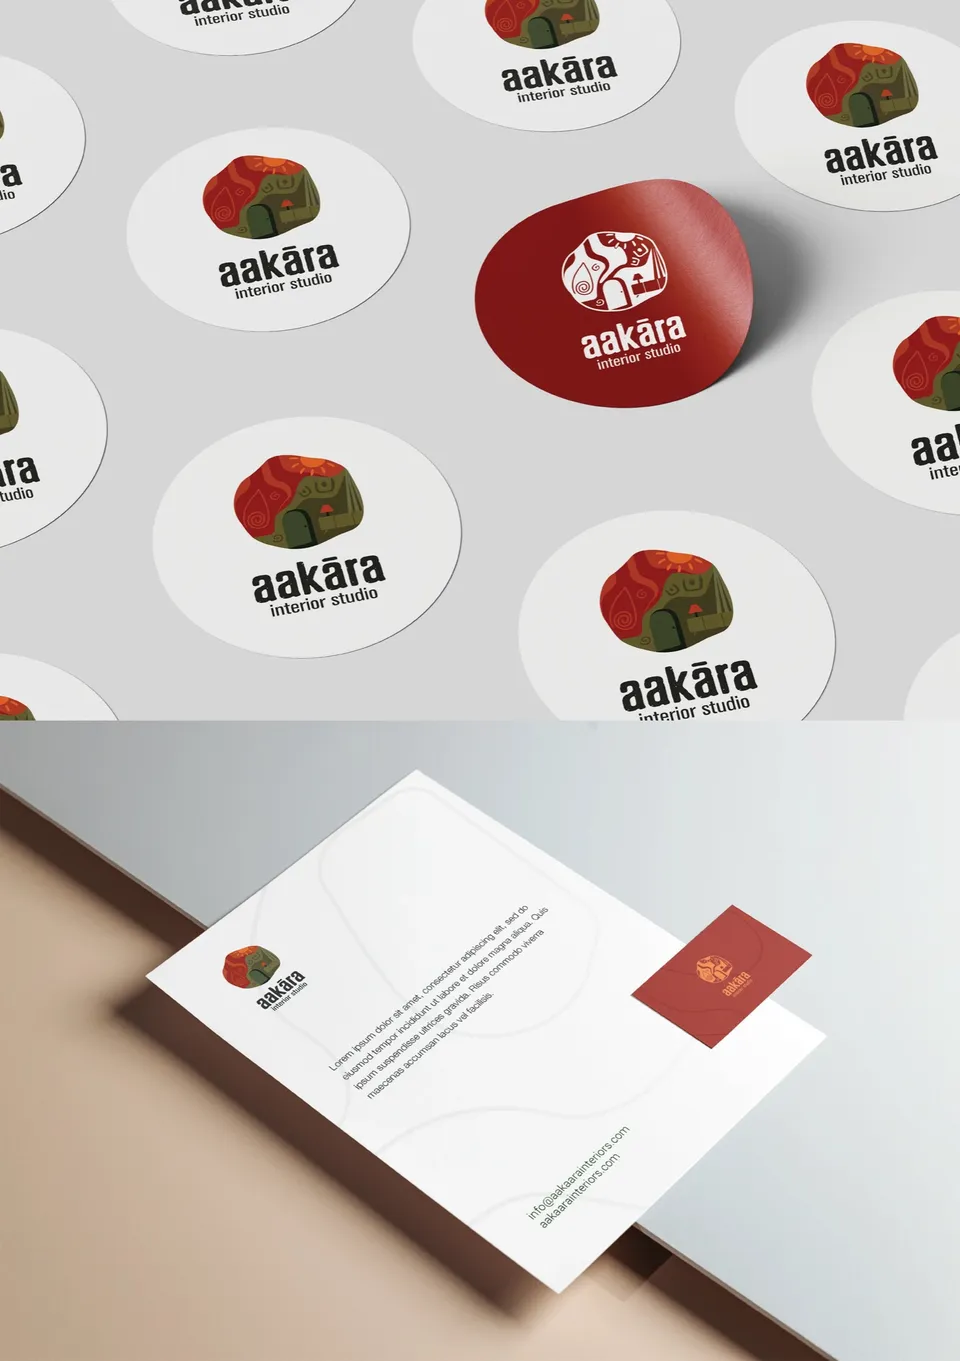 aakāra
interior studio
aakāra
interior studio
aakāra
interior studio
aakāra
interior studio
aakāra
interior studio
aakāra
interior studio
aakāra
interior studio
Lorem ipsum dolor sit amet, consectetur adipiscing elit, sed do
eiusmod tempor incididunt ut labore et dolore magna aliqua. Quis
ipsum suspendisse ultrices gravida. Risus commodo viverra
maecenas accumsan lacus vel facilisis.
aakāra
interior studio
aakāra
info@aakaarainteriors.com
aakaarainteriors.com